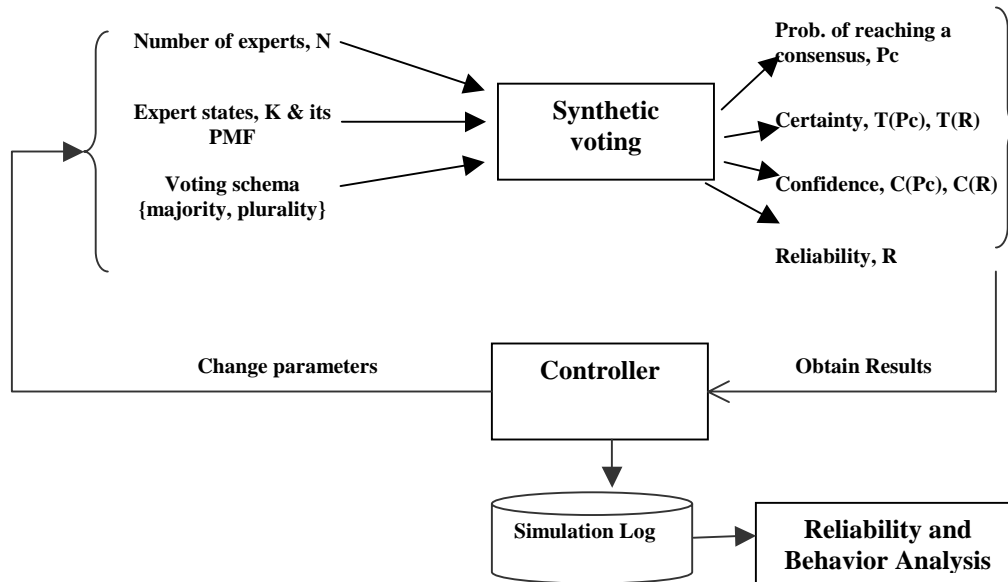 Number of experts, N
Expert states, K & its
PMF
Voting schema
{majority, plurality}
Synthetic
voting
Prob. of reaching a
consensus, Pc
Certainty, T(Pc), T(R)
Confidence, C(Pc), C(R)
Reliability, R
Change parameters
Controller
Obtain Results
Simulation Log
Reliability and
Behavior Analysis